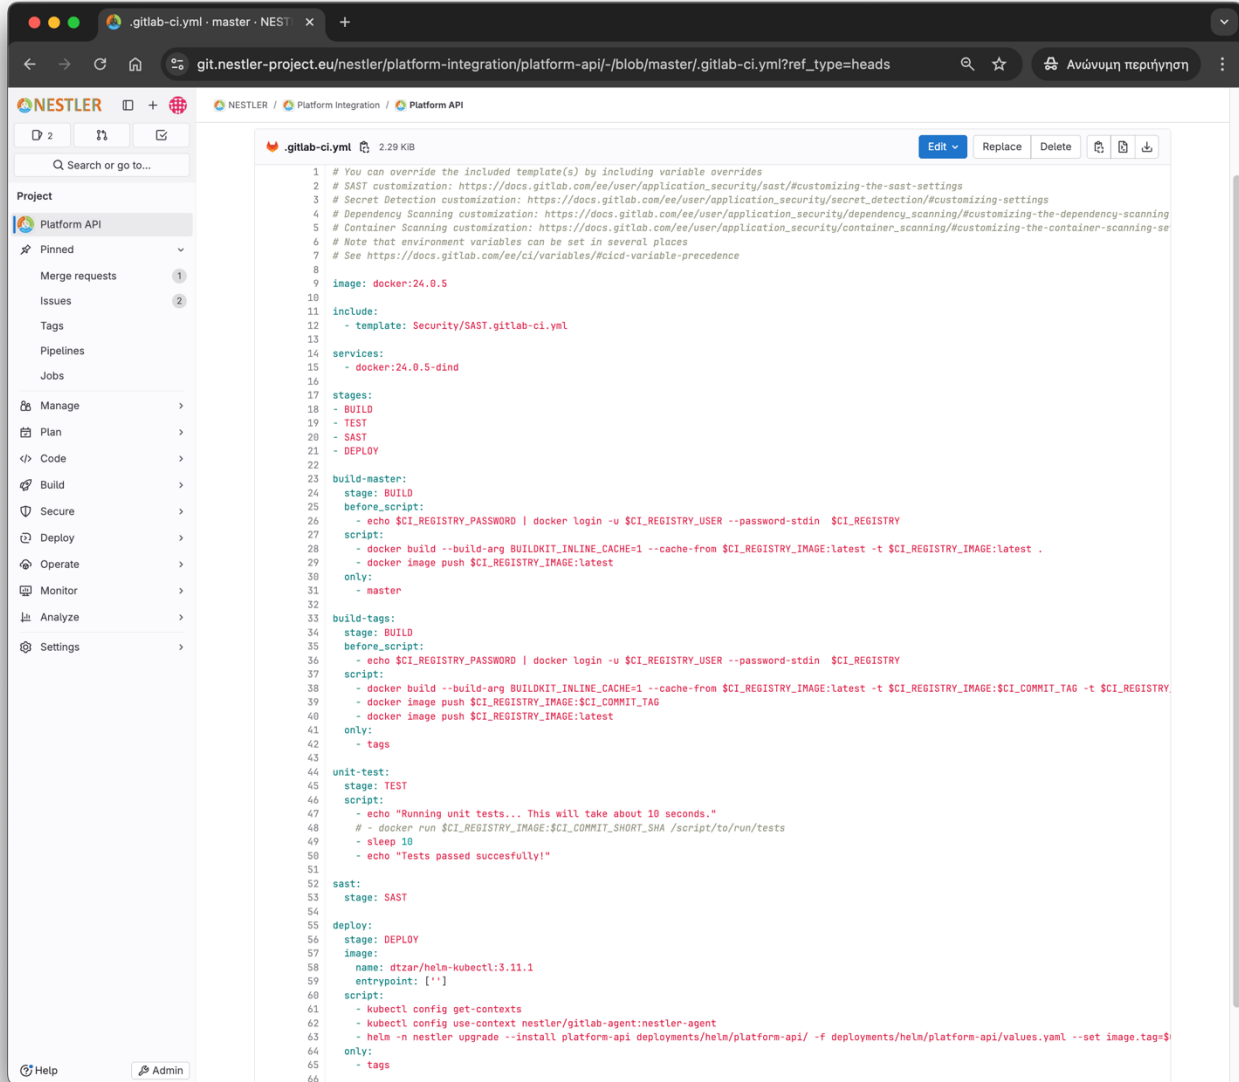 .gitlab-ci.yml · master · NEST
git.nestler-project.eu/nestler/platform-integration/platform-api/-/blob/master/.gitlab-ci.yml?ref_type=heads
Ανώνυμη περιήγηση
NESTLER
NESTLER / Platform Integration / Platform API
2
Search or go to...
Project
Platform API
Pinned
Merge requests 1
Issues 2
Tags
Pipelines
Jobs
Manage
Plan
Code
Build
Secure
Deploy
Operate
Monitor
Analyze
Settings
Help
Admin
.gitlab-ci.yml 2.29 KiB
Edit
Replace
Delete
1 # You can override the included template(s) by including variable overrides
2 # SAST customization: https://docs.gitlab.com/ee/user/application_security/sast/#customizing-the-sast-settings
3 # Secret Detection customization: https://docs.gitlab.com/ee/user/application_security/secret_detection/#customizing-settings
4 # Dependency Scanning customization: https://docs.gitlab.com/ee/user/application_security/dependency_scanning/#customizing-the-dependency-scanning
5 # Container Scanning customization: https://docs.gitlab.com/ee/user/application_security/container_scanning/#customizing-the-container-scanning-se
6 # Note that environment variables can be set in several places
7 # See https://docs.gitlab.com/ee/ci/variables/#cicd-variable-precedence
8
9 image: docker:24.0.5
10
11 include:
12   - template: Security/SAST.gitlab-ci.yml
13
14 services:
15   - docker:24.0.5-dind
16
17 stages:
18 - BUILD
19 - TEST
20 - SAST
21 - DEPLOY
22
23 build-master:
24   stage: BUILD
25   before_script:
26     - echo $CI_REGISTRY_PASSWORD | docker login -u $CI_REGISTRY_USER --password-stdin  $CI_REGISTRY
27   script:
28     - docker build --build-arg BUILDKIT_INLINE_CACHE=1 --cache-from $CI_REGISTRY_IMAGE:latest -t $CI_REGISTRY_IMAGE:latest .
29     - docker image push $CI_REGISTRY_IMAGE:latest
30   only:
31     - master
32
33 build-tags:
34   stage: BUILD
35   before_script:
36     - echo $CI_REGISTRY_PASSWORD | docker login -u $CI_REGISTRY_USER --password-stdin  $CI_REGISTRY
37   script:
38     - docker build --build-arg BUILDKIT_INLINE_CACHE=1 --cache-from $CI_REGISTRY_IMAGE:latest -t $CI_REGISTRY_IMAGE:$CI_COMMIT_TAG -t $CI_REGISTRY_
39     - docker image push $CI_REGISTRY_IMAGE:$CI_COMMIT_TAG
40     - docker image push $CI_REGISTRY_IMAGE:latest
41   only:
42     - tags
43
44 unit-test:
45   stage: TEST
46   script:
47     - echo "Running unit tests... This will take about 10 seconds."
48     # - docker run $CI_REGISTRY_IMAGE:$CI_COMMIT_SHORT_SHA /script/to/run/tests
49     - sleep 10
50     - echo "Tests passed succesfully!"
51
52 sast:
53   stage: SAST
54
55 deploy:
56   stage: DEPLOY
57   image:
58     name: dtzar/helm-kubectl:3.11.1
59     entrypoint: ['']
60   script:
61     - kubectl config get-contexts
62     - kubectl config use-context nestler/gitlab-agent:nestler-agent
63     - helm -n nestler upgrade --install platform-api deployments/helm/platform-api/ -f deployments/helm/platform-api/values.yaml --set image.tag=$
64   only:
65     - tags
66